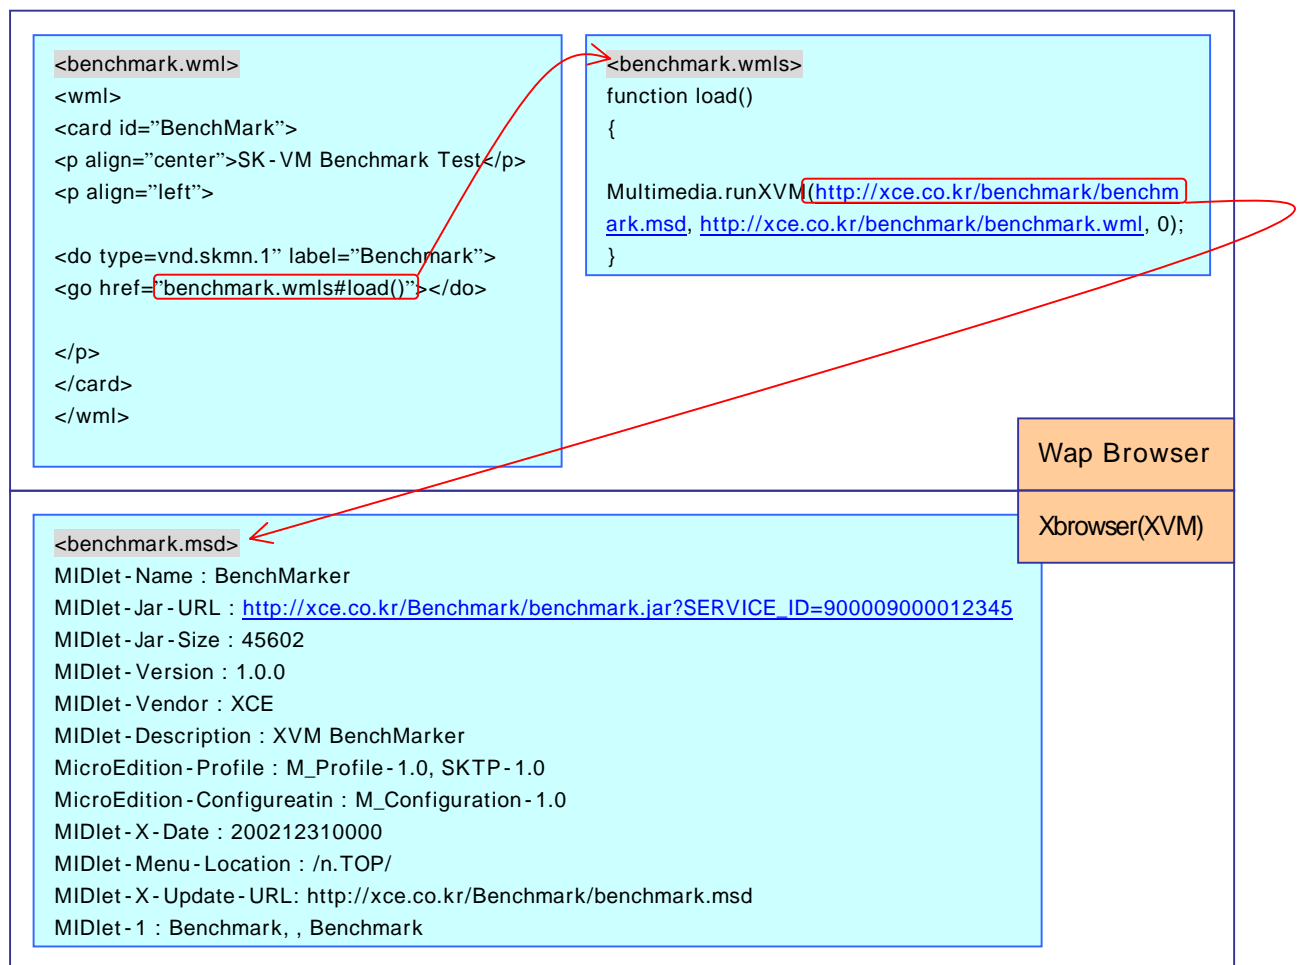 <benchmark.wml>
<wml>
<card id=”BenchMark”>
<p align=”center”>SK-VM Benchmark Test</p>
<p align=”left”>
<do type=vnd.skmn.1” label=”Benchmark”>
<go href=”benchmark.wmls#load()”></do>
</p>
</card>
</wml>
<benchmark.wmls>
function load()
{
Multimedia.runXVM(http://xce.co.kr/benchmark/benchm
ark.msd, http://xce.co.kr/benchmark/benchmark.wml, 0);
}
Wap Browser
Xbrowser(XVM)
<benchmark.msd>
MIDlet-Name : BenchMarker
MIDlet-Jar-URL : http://xce.co.kr/Benchmark/benchmark.jar?SERVICE_ID=900009000012345
MIDlet-Jar-Size : 45602
MIDlet-Version : 1.0.0
MIDlet-Vendor : XCE
MIDlet-Description : XVM BenchMarker
MicroEdition-Profile : M_Profile-1.0, SKTP-1.0
MicroEdition-Configureatin : M_Configuration-1.0
MIDlet-X-Date : 200212310000
MIDlet-Menu-Location : /n.TOP/
MIDlet-X-Update-URL: http://xce.co.kr/Benchmark/benchmark.msd
MIDlet-1 : Benchmark, , Benchmark